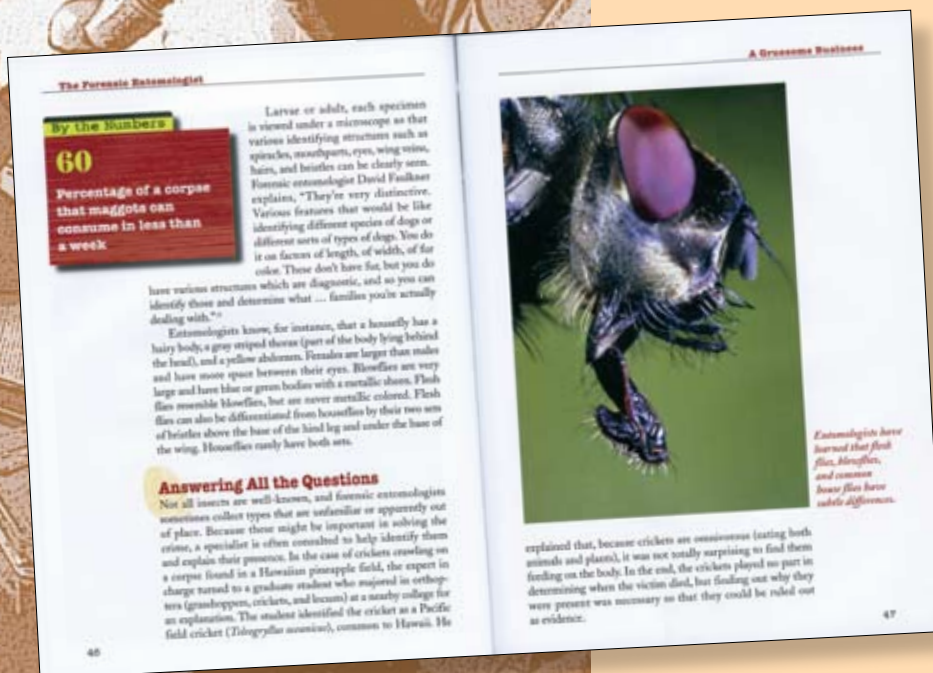 The Forensic Entomologist
By the Numbers
60
Percentage of a corpse
that maggots can
consume in less than
a week
Larvae or adult, each specimen
is viewed under a microscope so that
various identifying structures such as
spiracles, mouthparts, eyes, wing veins,
hairs, and bristles can be clearly seen.
Forensic entomologist David Faulkner
explains, “They’re very distinctive.
Various features that would be like
identifying different species of dogs or
different sorts of types of dogs. You do
it on factors of length, of width, of fur
color. These don’t have fur, but you do
have various structures which are diagnostic, and so you can
identify those and determine what ... families you’re actually
dealing with.”
Entomologists know, for instance, that a housefly has a
hairy body, a gray striped thorax (part of the body lying behind
the head), and a yellow abdomen. Females are larger than males
and have more space between their eyes. Blowflies are very
large and have blue or green bodies with a metallic sheen. Flesh
flies resemble blowflies, but are never metallic colored. Flesh
flies can also be differentiated from houseflies by their two sets
of bristles above the base of the hind leg and under the base of
the wing. Houseflies rarely have both sets.
Answering All the Questions
Not all insects are well-known, and forensic entomologists
sometimes collect types that are unfamiliar or apparently out
of place. Because these might be important in solving the
crime, a specialist is often consulted to help identify them
and explain their presence. In the case of crickets crawling on
a corpse found in a Hawaiian pineapple field, the expert in
charge turned to a graduate student who majored in orthop-
tera (grasshoppers, crickets, and locusts) at a nearby college for
an explanation. The student identified the cricket as a Pacific
field cricket (Teleogryllus oceanicus), common to Hawaii. He
46
A Gruesome Business
Entomologists have
learned that flesh
flies, blowflies,
and common
house flies have
subtle differences.
explained that, because crickets are omnivorous (eating both
animals and plants), it was not totally surprising to find them
feeding on the body. In the end, the crickets played no part in
determining when the victim died, but finding out why they
were present was necessary so that they could be ruled out
as evidence.
47